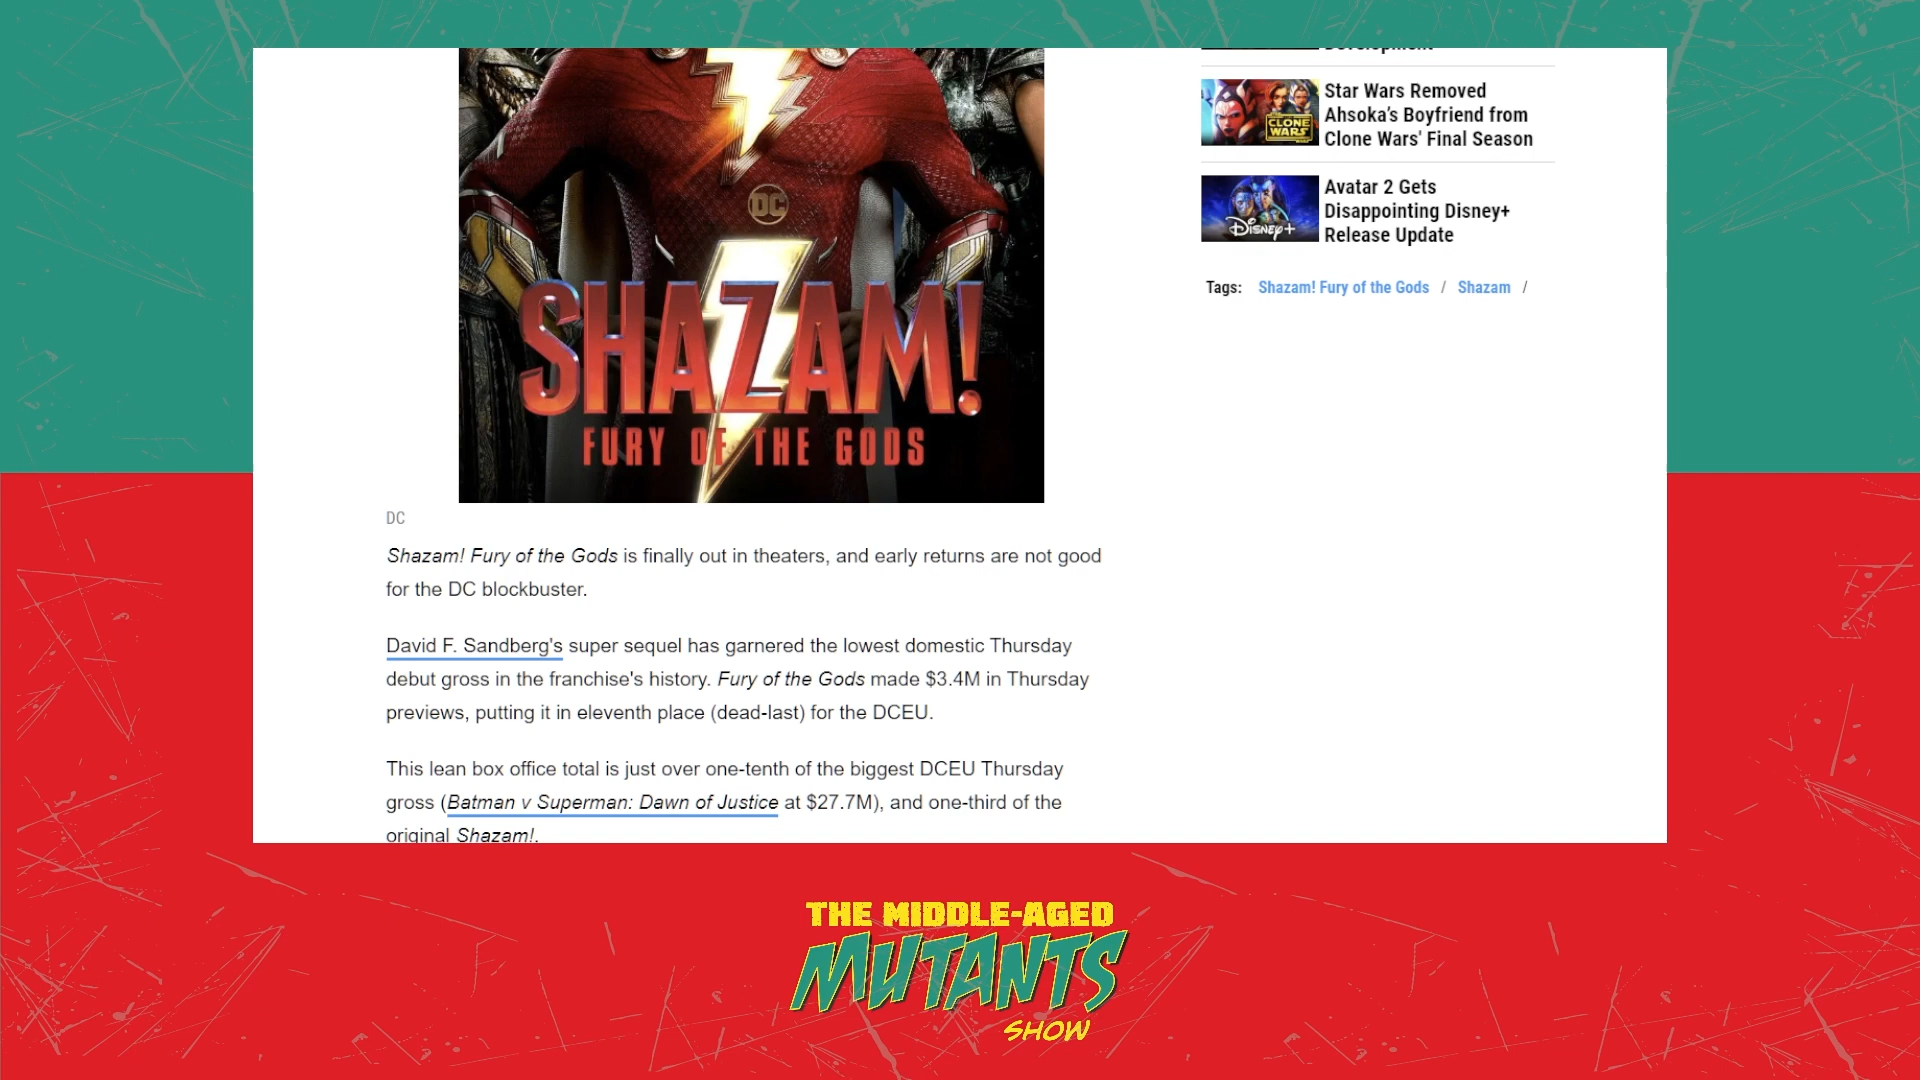 DC
SHAZAM!
FURY OF THE GODS
DC
Shazam! Fury of the Gods is finally out in theaters, and early returns are not good
for the DC blockbuster.
David F. Sandberg's super sequel has garnered the lowest domestic Thursday
debut gross in the franchise's history. Fury of the Gods made $3.4M in Thursday
previews, putting it in eleventh place (dead-last) for the DCEU.
This lean box office total is just over one-tenth of the biggest DCEU Thursday
gross (Batman v Superman: Dawn of Justice at $27.7M), and one-third of the
original Shazam!.
Development
CLONE
WARS
Star Wars Removed
Ahsoka's Boyfriend from
Clone Wars' Final Season
Disney+
Avatar 2 Gets
Disappointing Disney+
Release Update
Tags: Shazam! Fury of the Gods / Shazam /
THE MIDDLE-AGED
MUTANTS
SHOW